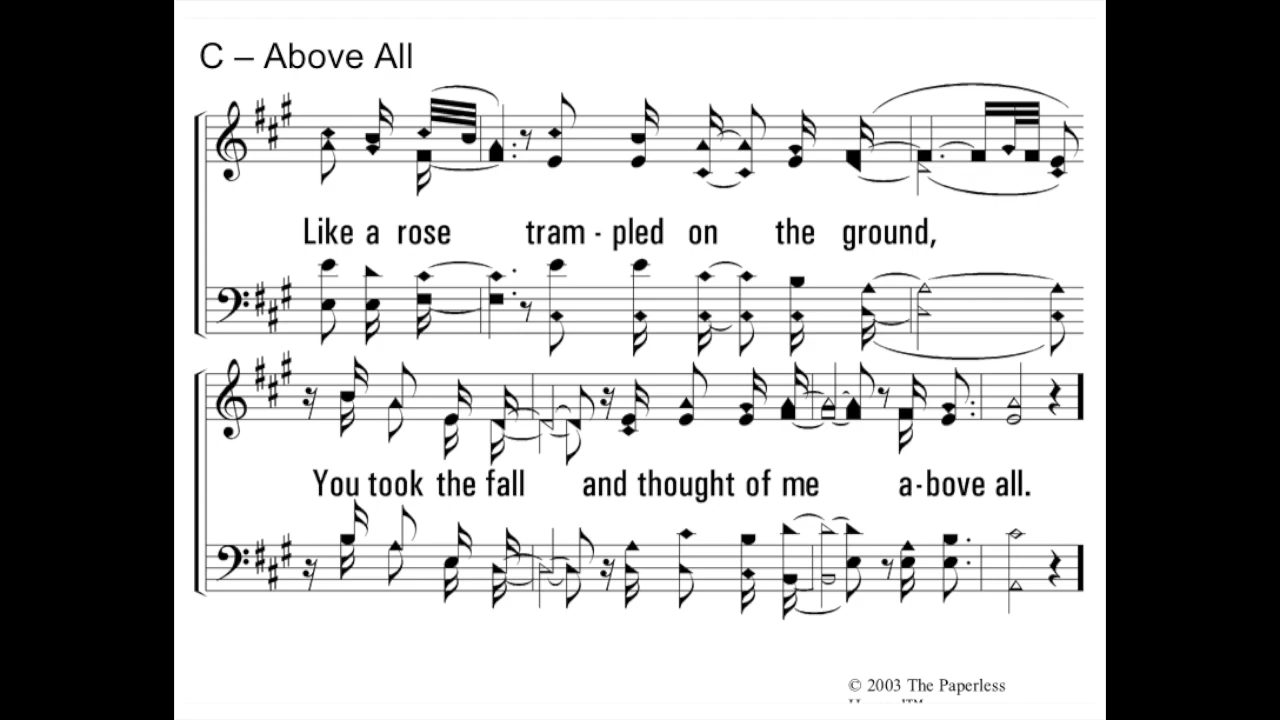 C – Above All
Like a rose tram - pled on the ground,
You took the fall and thought of me a-bove all.
© 2003 The Paperless